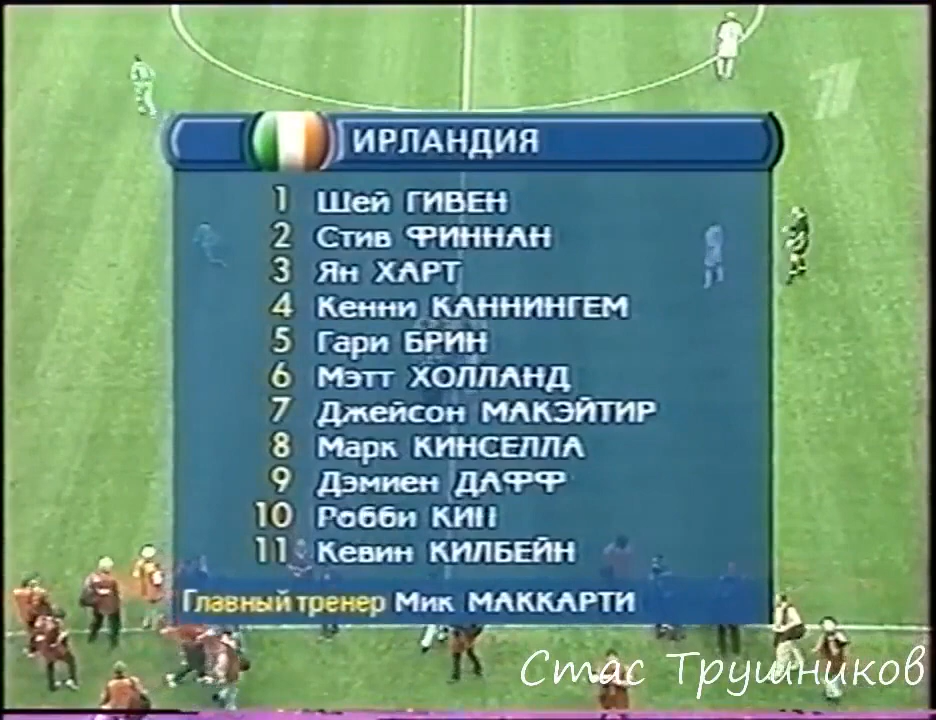 ИРЛАНДИЯ
1 Шей ГИВЕН
2 Стив ФИННАН
3 Ян ХАРТ
4 Кенни КАННИНГЕМ
5 Гари БРИН
6 Мэтт ХОЛЛАНД
7 Джейсон МАКЭЙТИР
8 Марк КИНСЕЛЛА
9 Дэмиен ДАФФ
10 Робби КИН
11 Кевин КИЛБЕЙН
Главный тренер Мик МАККАРТИ
Стас Трушников